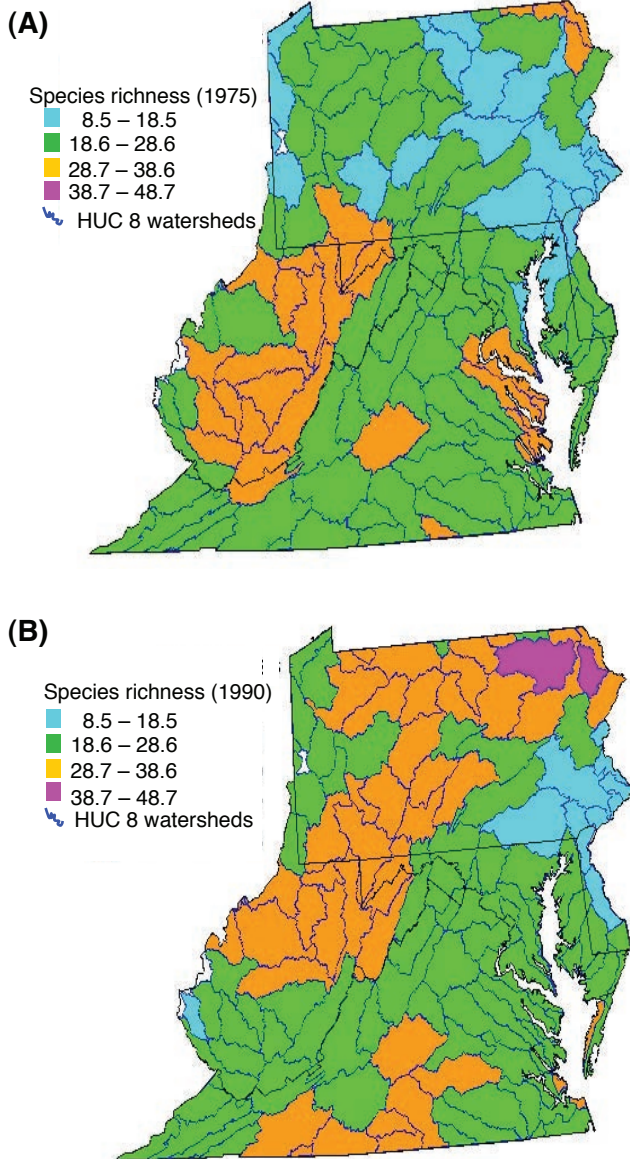 (A)
Species richness (1975)
8.5 – 18.5
18.6 – 28.6
28.7 – 38.6
38.7 – 48.7
HUC 8 watersheds
(B)
Species richness (1990)
8.5 – 18.5
18.6 – 28.6
28.7 – 38.6
38.7 – 48.7
HUC 8 watersheds